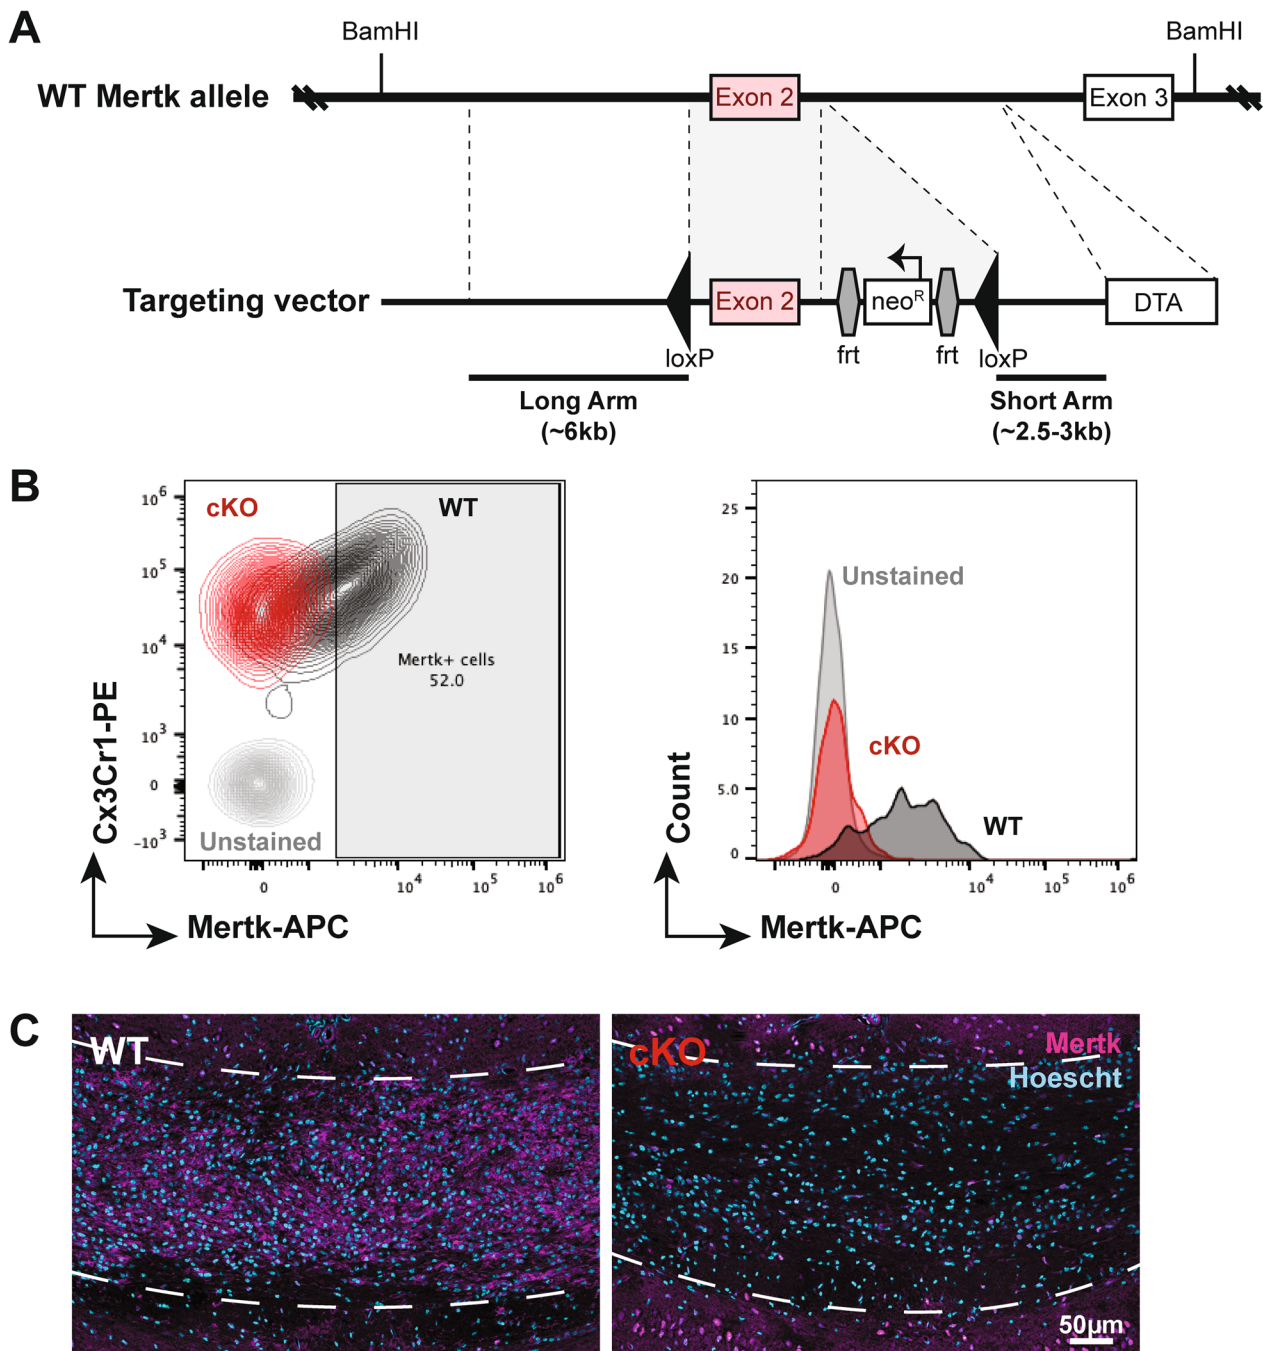 A
BamHI
BamHI
WT Mertk allele
Exon 2
Exon 3
Targeting vector
Exon 2
neoR
DTA
loxP
frt
frt
loxP
Long Arm
(~6kb)
Short Arm
(~2.5-3kb)
B
cKO
WT
Mertk+ cells
52.0
Unstained
10^6
10^5
10^4
10^3
0
-10^3
0
10^4
10^5
10^6
Cx3Cr1-PE
Mertk-APC
25
20
15
10
5.0
0
Unstained
cKO
WT
0
10^4
10^5
10^6
Count
Mertk-APC
C
WT
cKO
Mertk
Hoescht
50µm